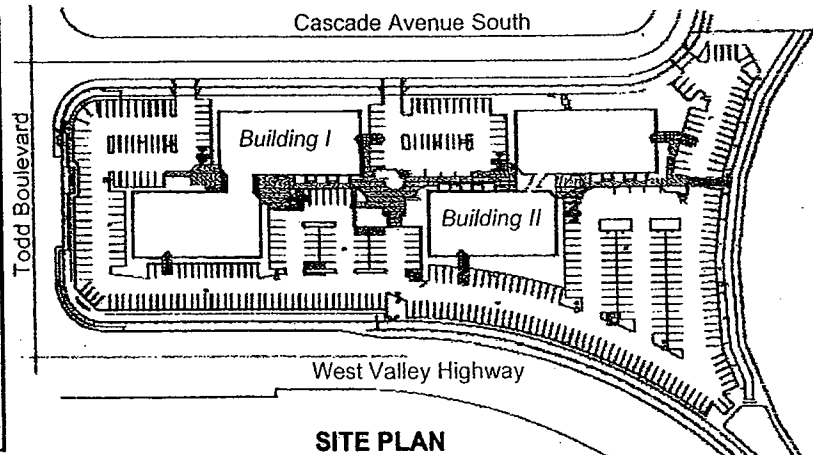 Cascade Avenue South
Todd Boulevard
Building I
Building II
West Valley Highway
SITE PLAN